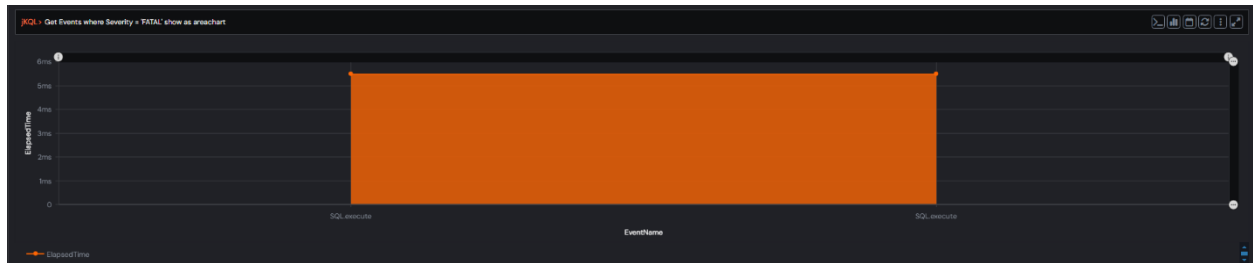 jKQL> Get Events where Severity = 'FATAL' show as areachart
6ms
5ms
4ms
3ms
2ms
1ms
0
ElapsedTime
SQL.execute SQL.execute
EventName
ElapsedTime